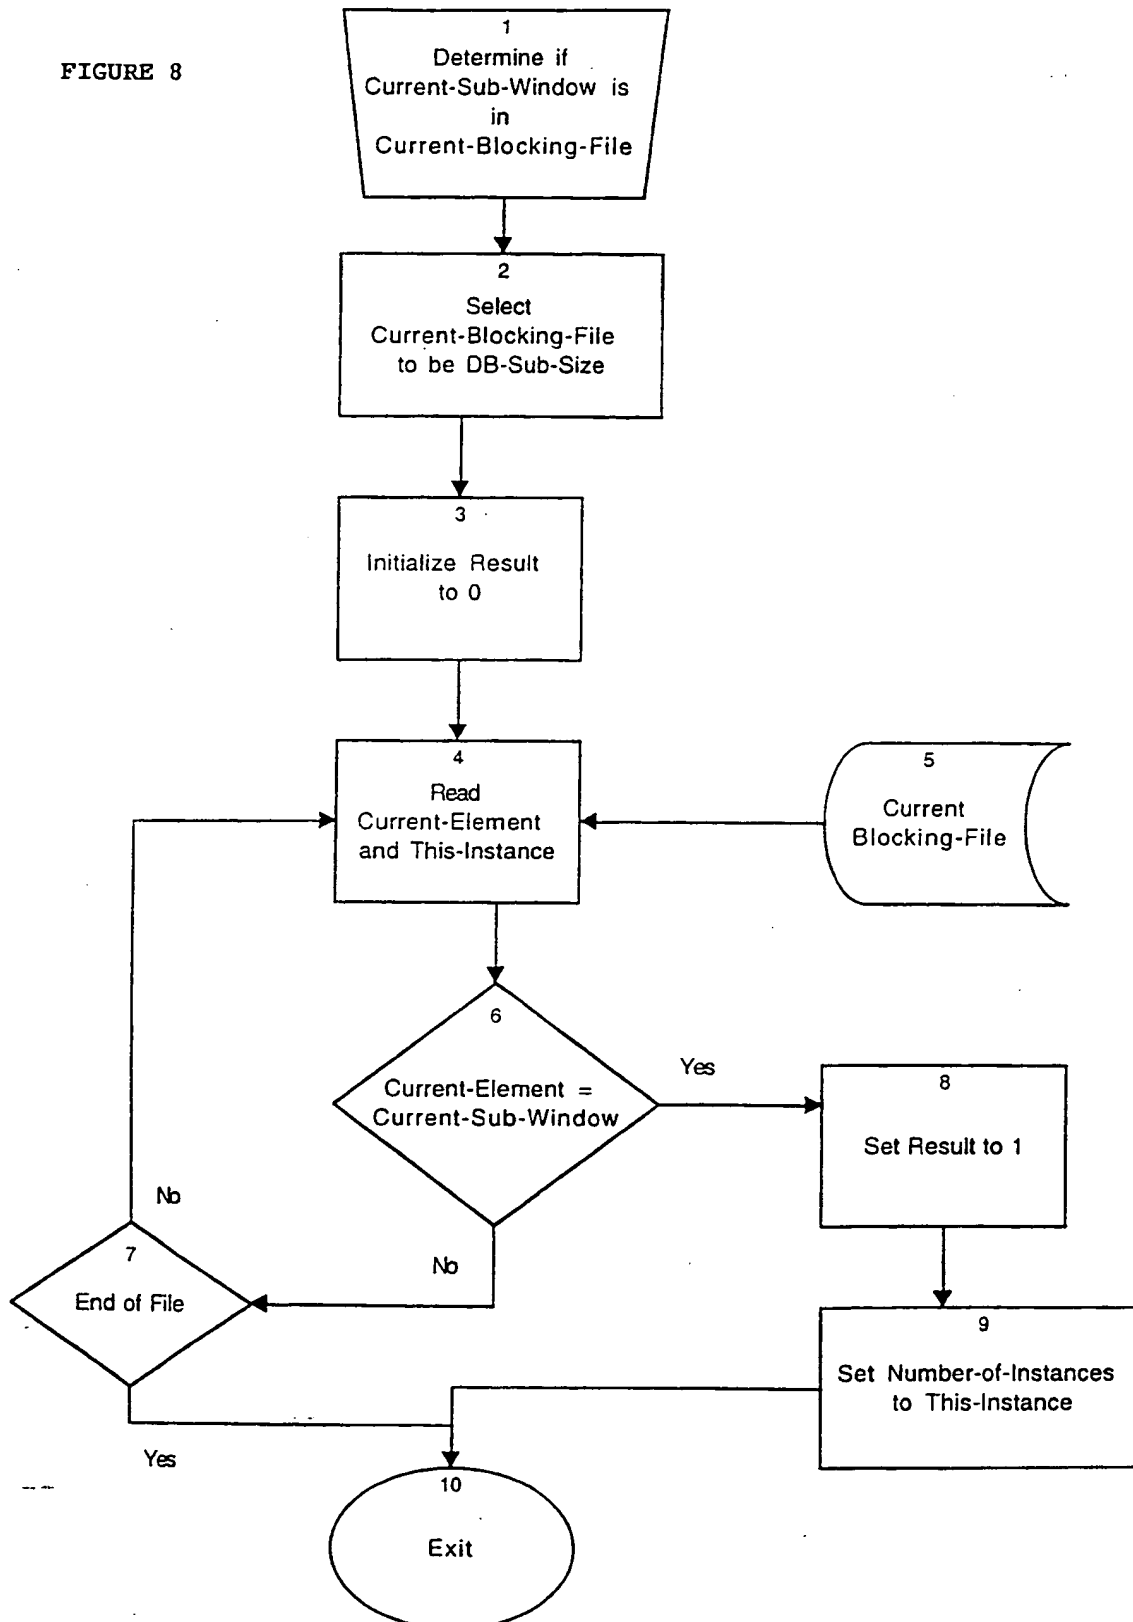 FIGURE 8
1
Determine if
Current-Sub-Window is
in
Current-Blocking-File
2
Select
Current-Blocking-File
to be DB-Sub-Size
3
Initialize Result
to 0
4
Read
Current-Element
and This-Instance
5
Current
Blocking-File
6
Current-Element =
Current-Sub-Window
Yes
No
7
End of File
No
Yes
8
Set Result to 1
9
Set Number-of-Instances
to This-Instance
10
Exit